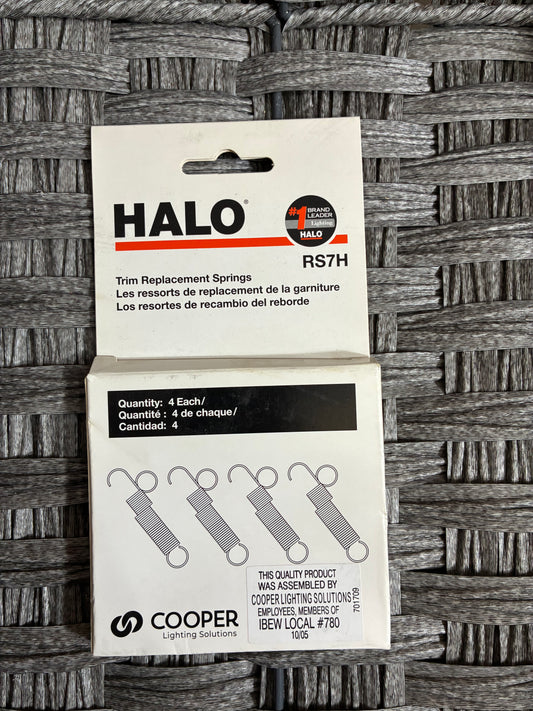 HALO®
#1 BRAND
LEADER
Lighting
HALO
RS7H
Trim Replacement Springs
Les ressorts de replacement de la garniture
Los resortes de recambio del reborde
Quantity: 4 Each/
Quantité : 4 de chaque/
Cantidad: 4
THIS QUALITY PRODUCT
WAS ASSEMBLED BY
COOPER LIGHTING SOLUTIONS
EMPLOYEES, MEMBERS OF
IBEW LOCAL #780
10/05
701709
COOPER
Lighting Solutions